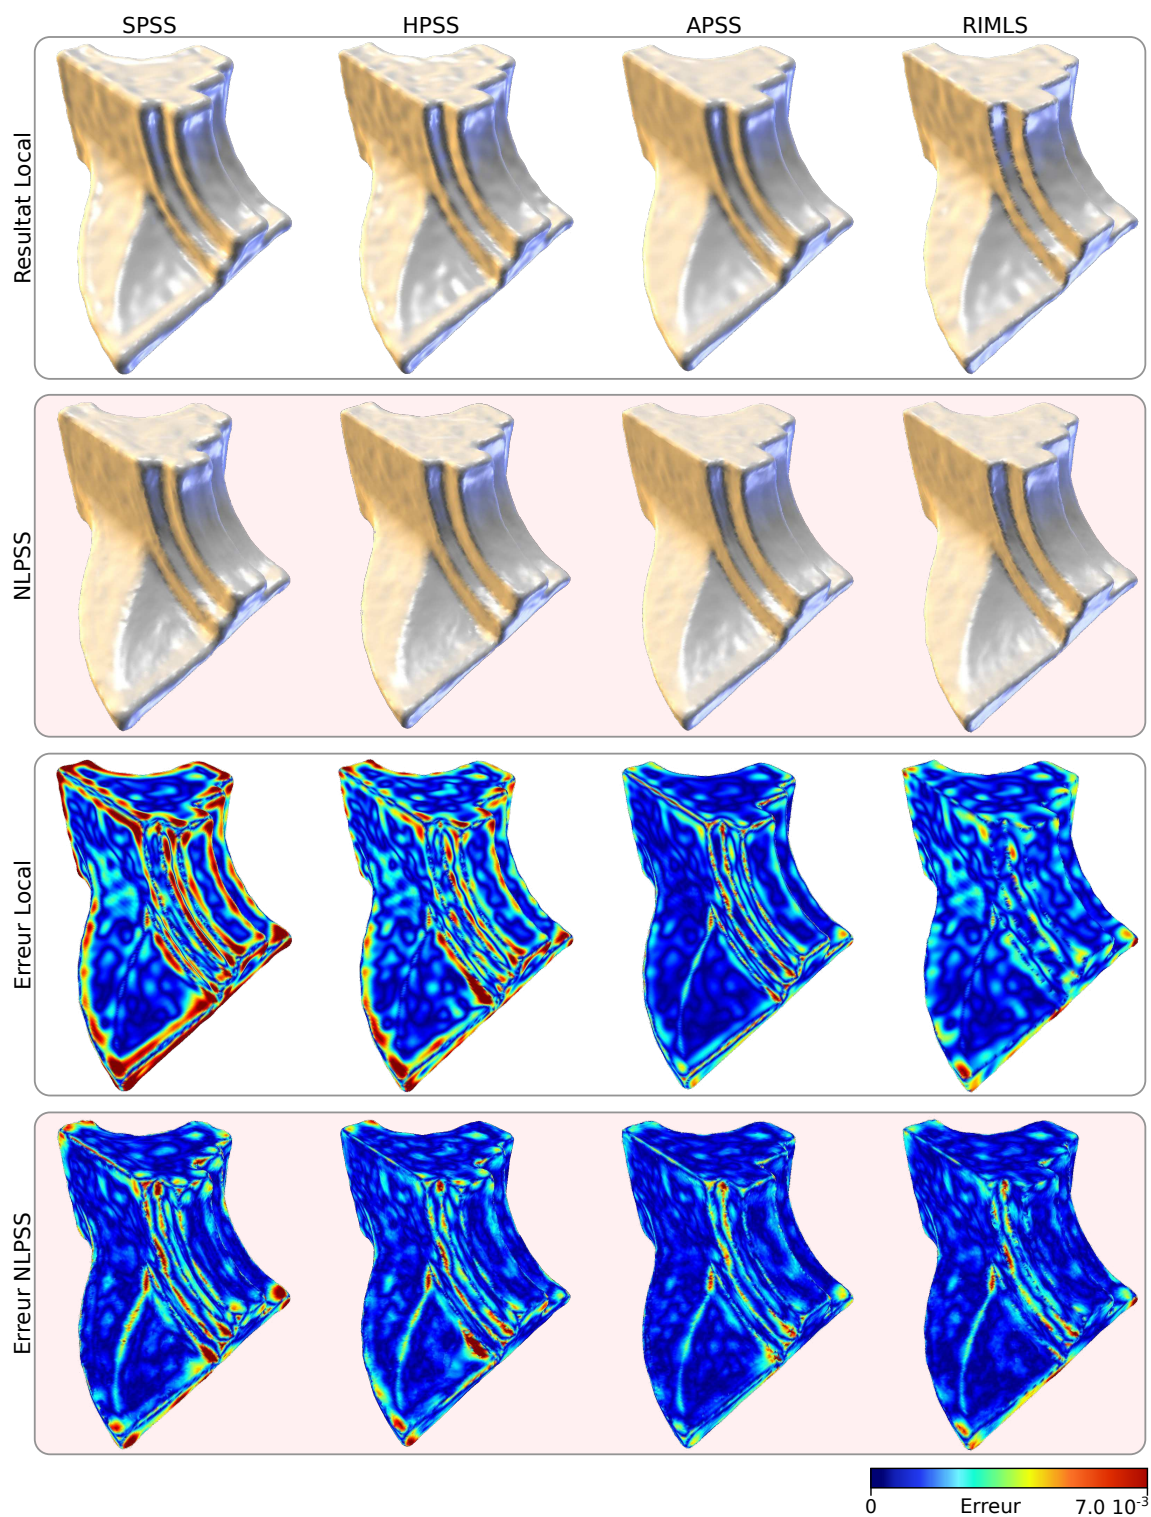 SPSS HPSS APSS RIMLS
Resultat Local
NLPSS
Erreur Local
Erreur NLPSS
0 Erreur 7.0 10⁻³